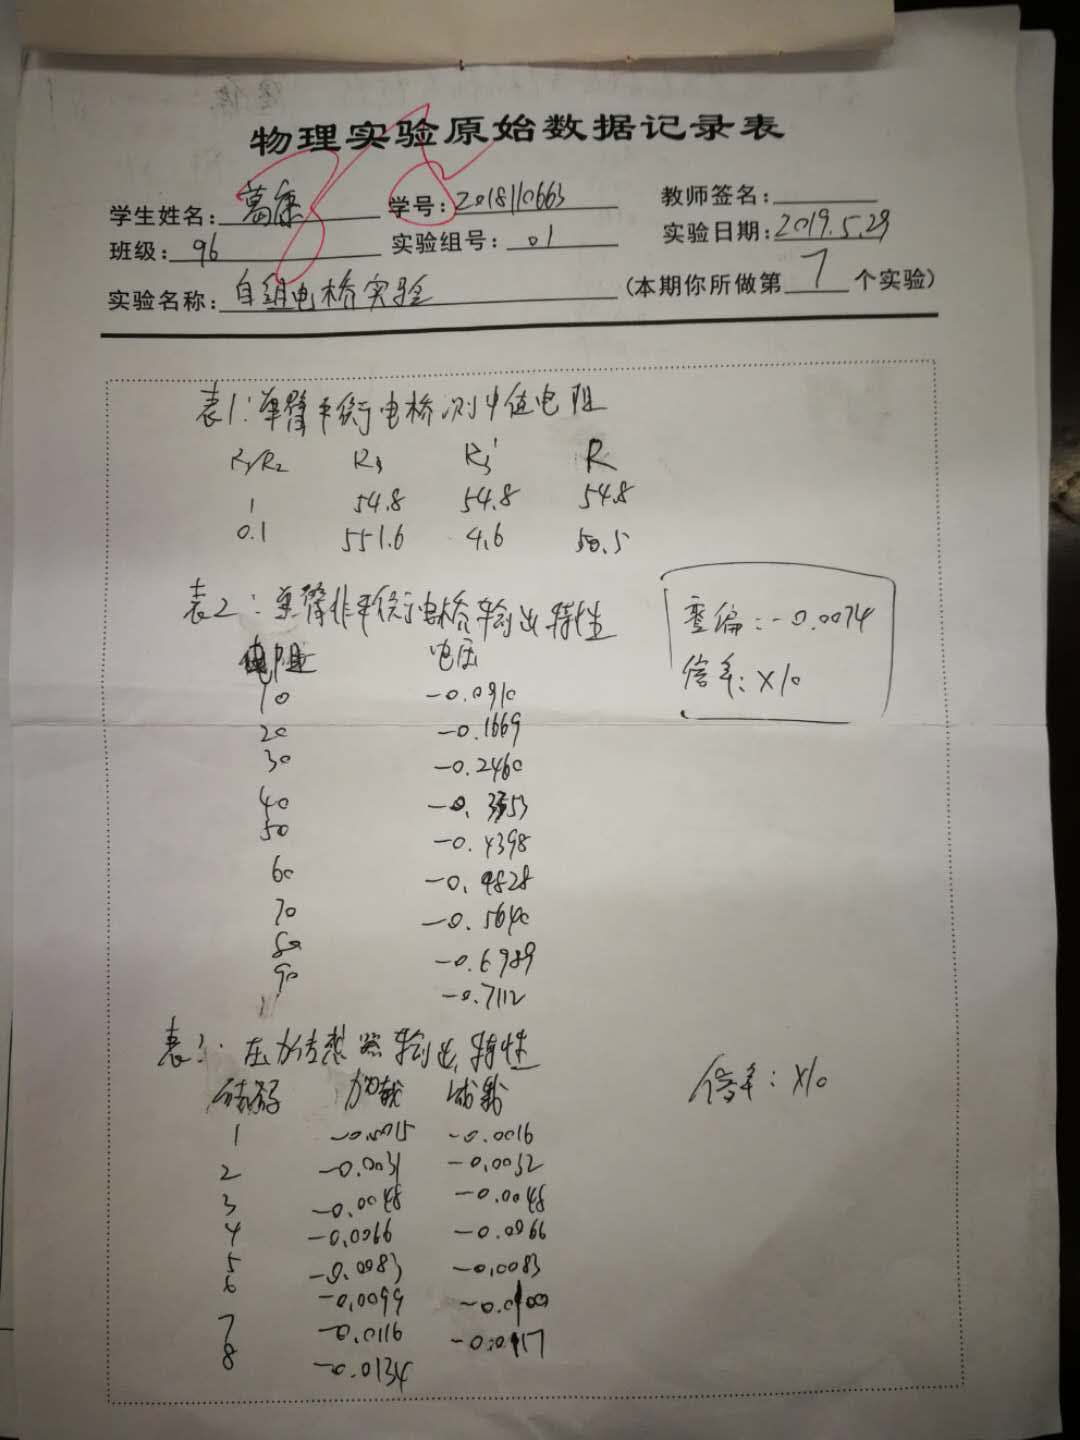 物理实验原始数据记录表
学生姓名: 葛康 学号: 2018110663 教师签名:
班级: 96 实验组号: 01 实验日期: 2019.5.29
实验名称: 自组电桥实验 (本期你所做第 7 个实验)
表1: 单臂平衡电桥测中值电阻
R₁/R₂ R₃ R₃' R
1 54.8 54.8 54.8
0.1 551.6 4.6 50.5
表2: 单臂非平衡电桥输出特性
零偏: -0.0074
倍率: ×10
电阻 电压
10 -0.0910
20 -0.1669
30 -0.2460
40 -0.3353
50 -0.4398
60 -0.4828
70 -0.5640
80 -0.6989
90 -0.7112
表3: 压力传感器输出特性
砝码 加载 减载
倍率: ×10
1 -0.0015 -0.0016
2 -0.0031 -0.0032
3 -0.0048 -0.0048
4 -0.0066 -0.0066
5 -0.0083 -0.0083
6 -0.0099 -0.0100
7 -0.0116 -0.0117
8 -0.0134